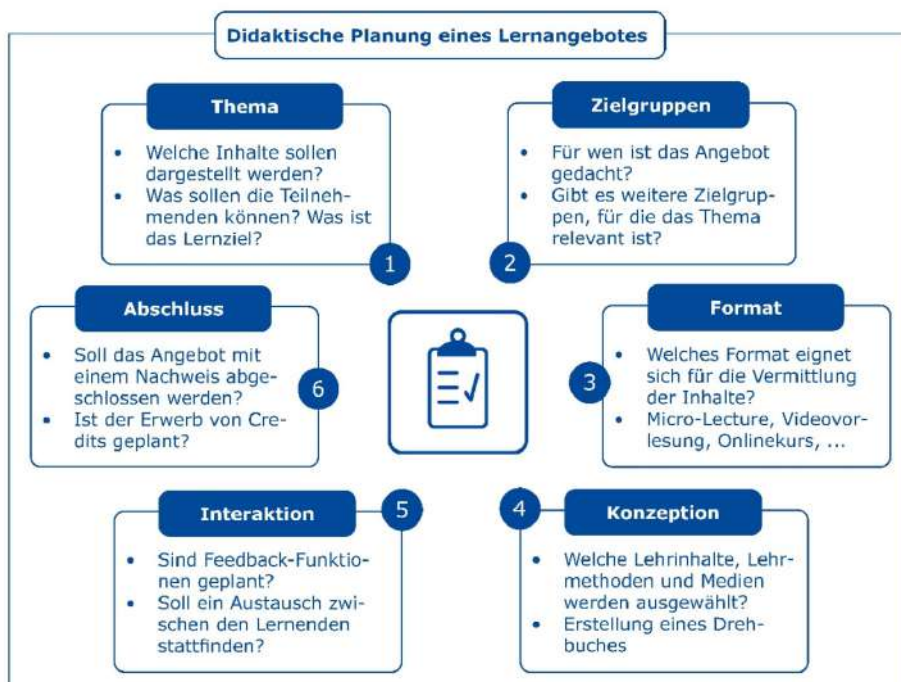 Didaktische Planung eines Lernangebotes
Thema
• Welche Inhalte sollen
dargestellt werden?
• Was sollen die Teilneh-
menden können? Was ist
das Lernziel?
1
Zielgruppen
• Für wen ist das Angebot
gedacht?
• Gibt es weitere Zielgrup-
pen, für die das Thema
relevant ist?
2
Format
• Welches Format eignet
sich für die Vermittlung
der Inhalte?
• Micro-Lecture, Videovor-
lesung, Onlinekurs, ...
3
4
Konzeption
• Welche Lehrinhalte, Lehr-
methoden und Medien
werden ausgewählt?
• Erstellung eines Dreh-
buches
Interaktion
5
• Sind Feedback-Funktio-
nen geplant?
• Soll ein Austausch zwi-
schen den Lernenden
stattfinden?
Abschluss
• Soll das Angebot mit
einem Nachweis abge-
schlossen werden?
• Ist der Erwerb von Cre-
dits geplant?
6